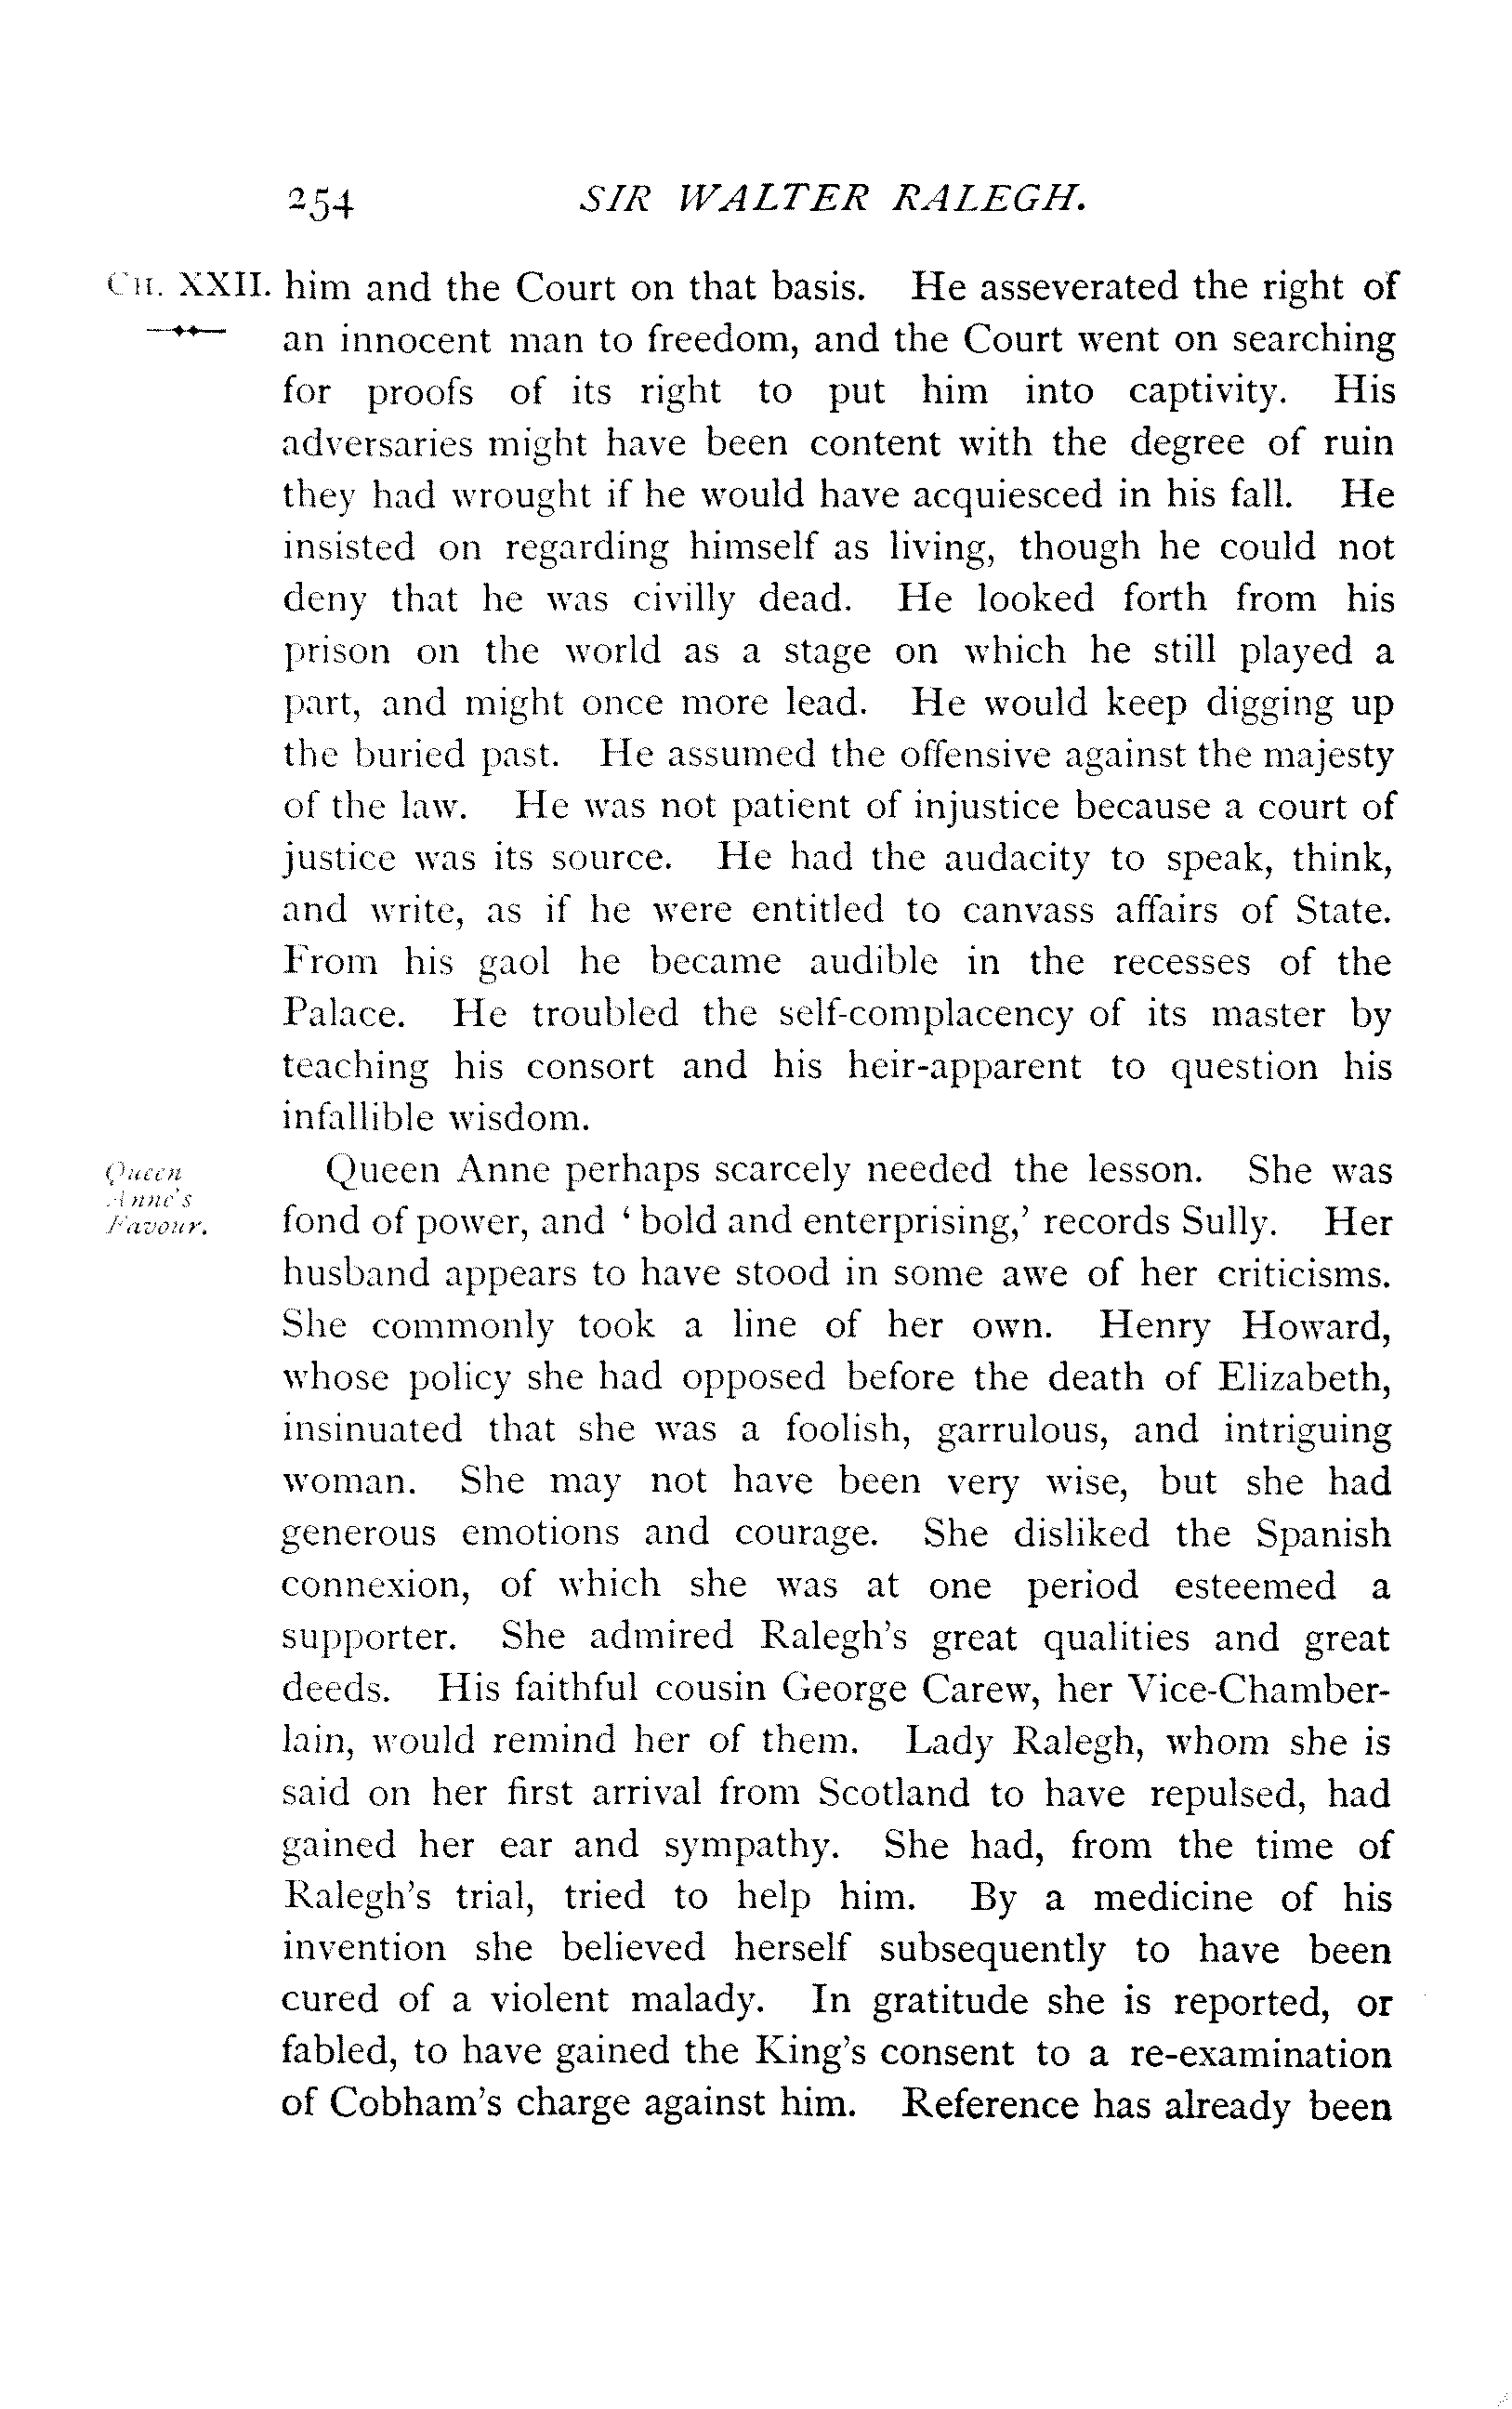 254 SIR WALTER RALEGH.
CH. XXII. him and the Court on that basis. He asseverated the right of
an innocent man to freedom, and the Court went on searching
for proofs of its right to put him into captivity. His
adversaries might have been content with the degree of ruin
they had wrought if he would have acquiesced in his fall. He
insisted on regarding himself as living, though he could not
deny that he was civilly dead. He looked forth from his
prison on the world as a stage on which he still played a
part, and might once more lead. He would keep digging up
the buried past. He assumed the offensive against the majesty
of the law. He was not patient of injustice because a court of
justice was its source. He had the audacity to speak, think,
and write, as if he were entitled to canvass affairs of State.
From his gaol he became audible in the recesses of the
Palace. He troubled the self-complacency of its master by
teaching his consort and his heir-apparent to question his
infallible wisdom.
Queen
Anne's
Favour.
Queen Anne perhaps scarcely needed the lesson. She was
fond of power, and ‘ bold and enterprising,’ records Sully. Her
husband appears to have stood in some awe of her criticisms.
She commonly took a line of her own. Henry Howard,
whose policy she had opposed before the death of Elizabeth,
insinuated that she was a foolish, garrulous, and intriguing
woman. She may not have been very wise, but she had
generous emotions and courage. She disliked the Spanish
connexion, of which she was at one period esteemed a
supporter. She admired Ralegh's great qualities and great
deeds. His faithful cousin George Carew, her Vice-Chamber-
lain, would remind her of them. Lady Ralegh, whom she is
said on her first arrival from Scotland to have repulsed, had
gained her ear and sympathy. She had, from the time of
Ralegh's trial, tried to help him. By a medicine of his
invention she believed herself subsequently to have been
cured of a violent malady. In gratitude she is reported, or
fabled, to have gained the King's consent to a re-examination
of Cobham's charge against him. Reference has already been